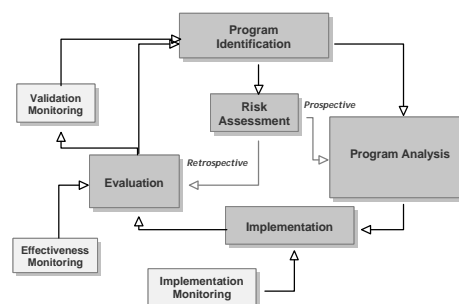 Program
Identification
Validation
Monitoring
Risk
Assessment
Prospective
Program Analysis
Retrospective
Evaluation
Implementation
Effectiveness
Monitoring
Implementation
Monitoring